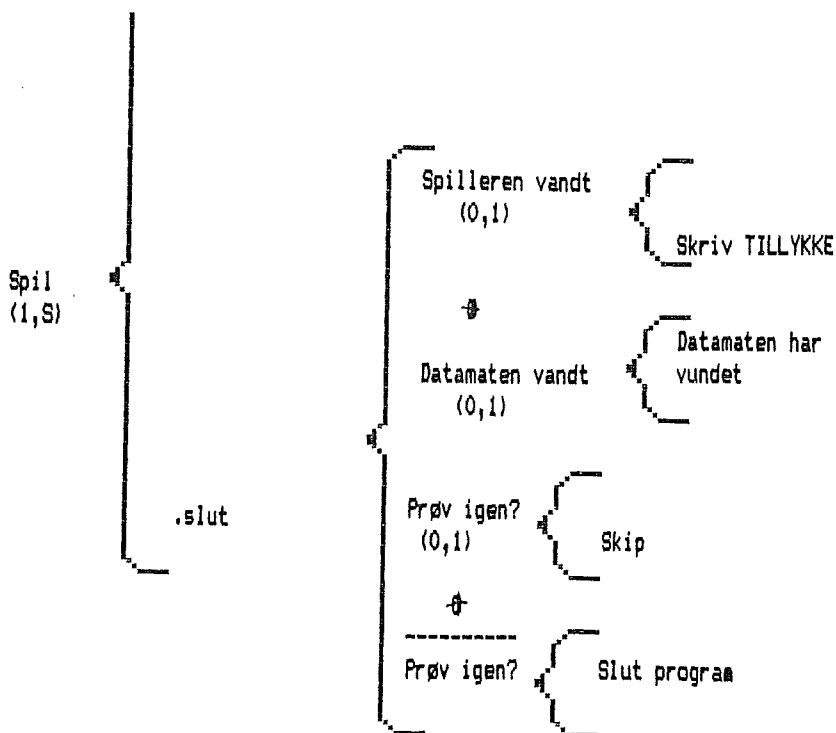 Spilleren vandt
(0,1)
Skriv TILLYKKE
Spil
(1,S)
Datamaten vandt
(0,1)
Datamaten har
vundet
.slut
Prøv igen?
(0,1)
Skip
Prøv igen?
Slut program